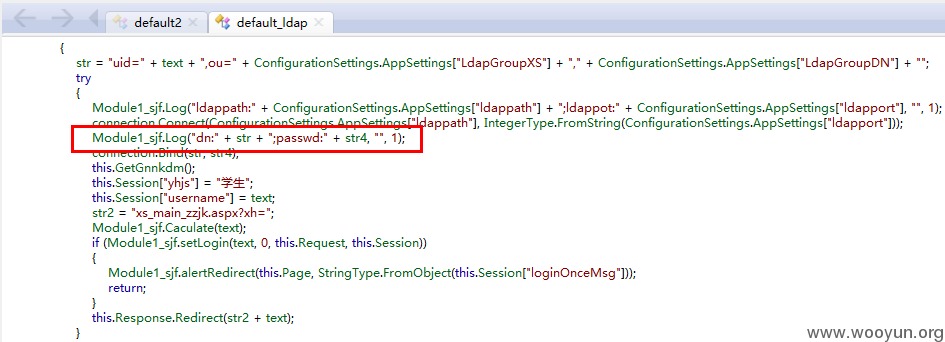 default2
default_ldap
{
str = "uid=" + text + ",ou=" + ConfigurationSettings.AppSettings["LdapGroupXS"] + "," + ConfigurationSettings.AppSettings["LdapGroupDN"] + "";
try
{
Module1_sjf.Log("ldappath:" + ConfigurationSettings.AppSettings["ldappath"] + ";ldappot:" + ConfigurationSettings.AppSettings["ldapport"], "", 1);
connection.Connect(ConfigurationSettings.AppSettings["ldappath"], IntegerType.FromString(ConfigurationSettings.AppSettings["ldapport"]));
Module1_sjf.Log("dn:" + str + ";passwd:" + str4, "", 1);
connection.Bind(str, str4);
this.GetGnnkdm();
this.Session["yhjs"] = "学生";
this.Session["username"] = text;
str2 = "xs_main_zzjk.aspx?xh=";
Module1_sjf.Caculate(text);
if (Module1_sjf.setLogin(text, 0, this.Request, this.Session))
{
Module1_sjf.alertRedirect(this.Page, StringType.FromObject(this.Session["loginOnceMsg"]));
return;
}
this.Response.Redirect(str2 + text);
}
www.wooyun.org